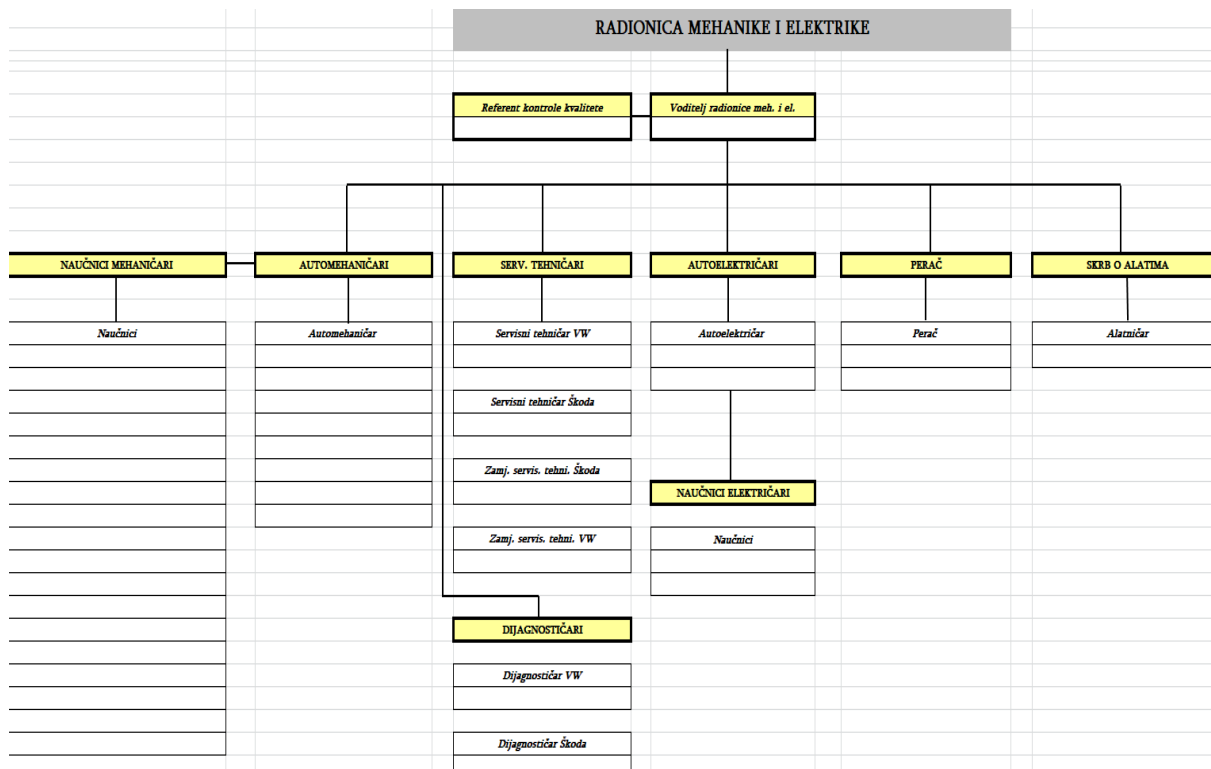 RADIONICA MEHANIKE I ELEKTRIKE
Referent kontrole kvalitete
Voditelj radionice meh. i el.
NAUČNICI MEHANIČARI
AUTOMEHANIČARI
SERV. TEHNIČARI
AUTOELEKTRIČARI
PERAČ
SKRB O ALATIMA
Naučnici
Automehaničar
Servisni tehničar VW
Autoelektričar
Perač
Alatničar
Servisni tehničar Škoda
Zamj. servis. tehni. Škoda
NAUČNICI ELEKTRIČARI
Zamj. servis. tehni. VW
Naučnici
DIJAGNOSTIČARI
Dijagnostičar VW
Dijagnostičar Škoda